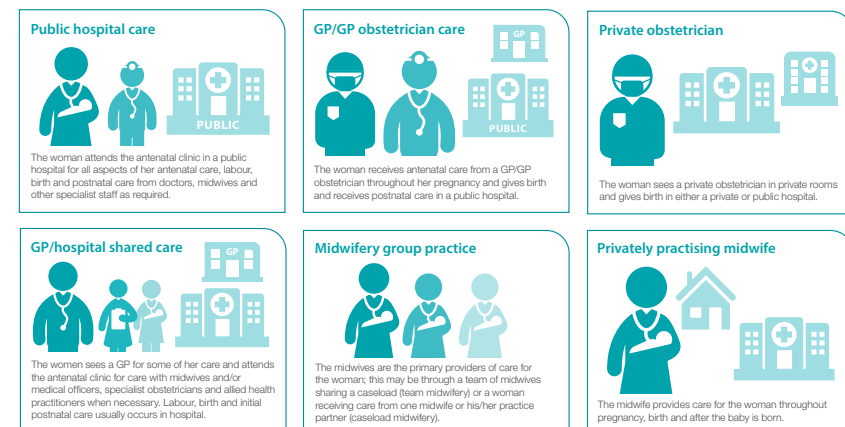 Public hospital care
PUBLIC
The woman attends the antenatal clinic in a public
hospital for all aspects of her antenatal care, labour,
birth and postnatal care from doctors, midwives and
other specialist staff as required.
GP/GP obstetrician care
GP
PUBLIC
The woman receives antenatal care from a GP/GP
obstetrician throughout her pregnancy and gives birth
and receives postnatal care in a public hospital.
Private obstetrician
The woman sees a private obstetrician in private rooms
and gives birth in either a private or public hospital.
GP/hospital shared care
GP
The women sees a GP for some of her care and attends
the antenatal clinic for care with midwives and/or
medical officers, specialist obstetricians and allied health
practitioners when necessary. Labour, birth and initial
postnatal care usually occurs in hospital.
Midwifery group practice
The midwives are the primary providers of care for
the woman; this may be through a team of midwives
sharing a caseload (team midwifery) or a woman
receiving care from one midwife or his/her practice
partner (caseload midwifery).
Privately practising midwife
The midwife provides care for the woman throughout
pregnancy, birth and after the baby is born.